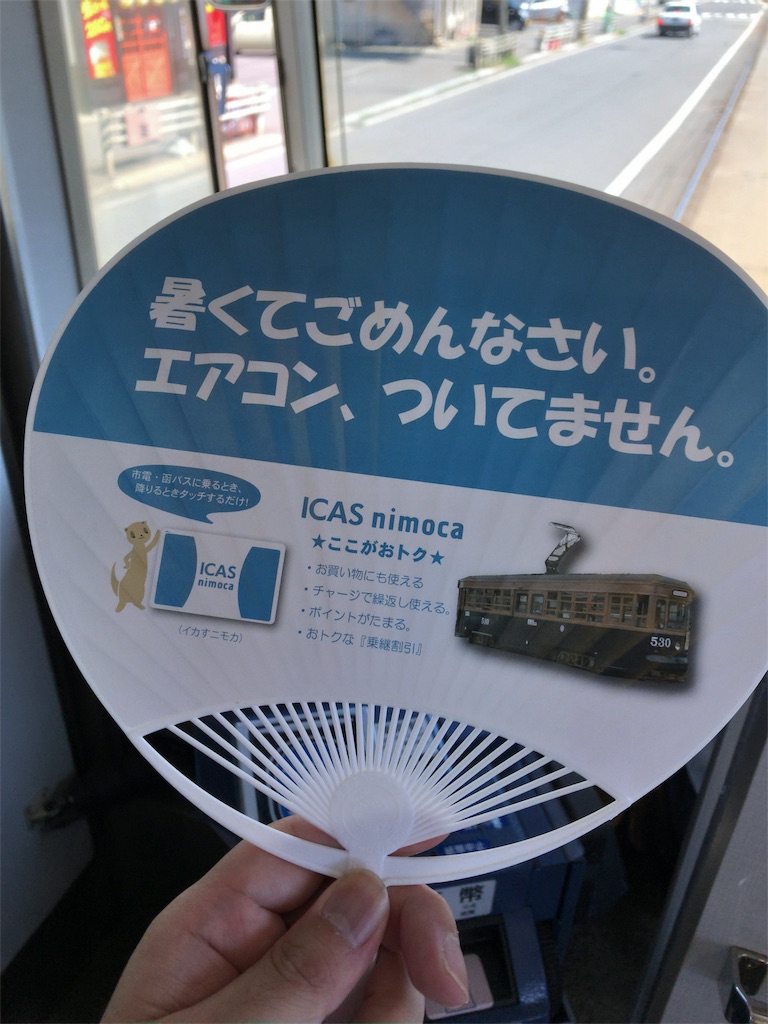 暑くてごめんなさい。
エアコン、ついてません。
市電・函バスに乗るとき、
降りるときタッチするだけ!
ICAS
nimoca
(イカすニモカ)
ICAS nimoca
★ここがおトク★
・お買い物にも使える
・チャージで繰返し使える。
・ポイントがたまる。
・おトクな『乗継割引』
530
530
幣